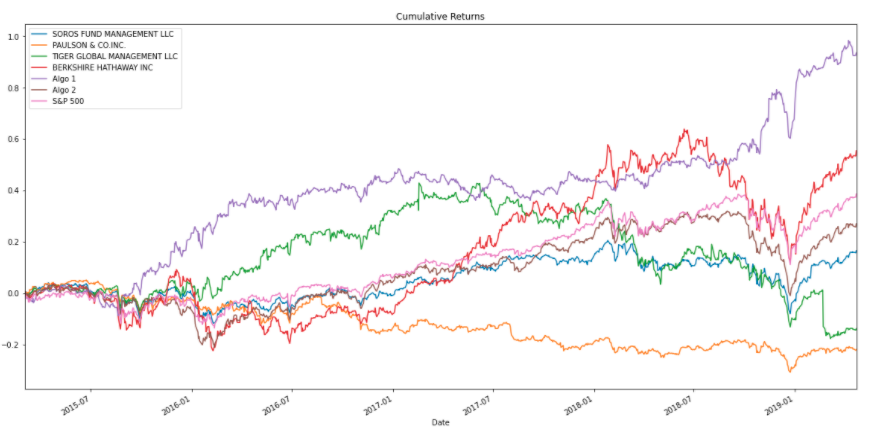 Cumulative Returns
SOROS FUND MANAGEMENT LLC
PAULSON & CO.INC.
TIGER GLOBAL MANAGEMENT LLC
BERKSHIRE HATHAWAY INC
Algo 1
Algo 2
S&P 500
1.0
0.8
0.6
0.4
0.2
0.0
−0.2
2015-07
2016-01
2016-07
2017-01
2017-07
2018-01
2018-07
2019-01
Date